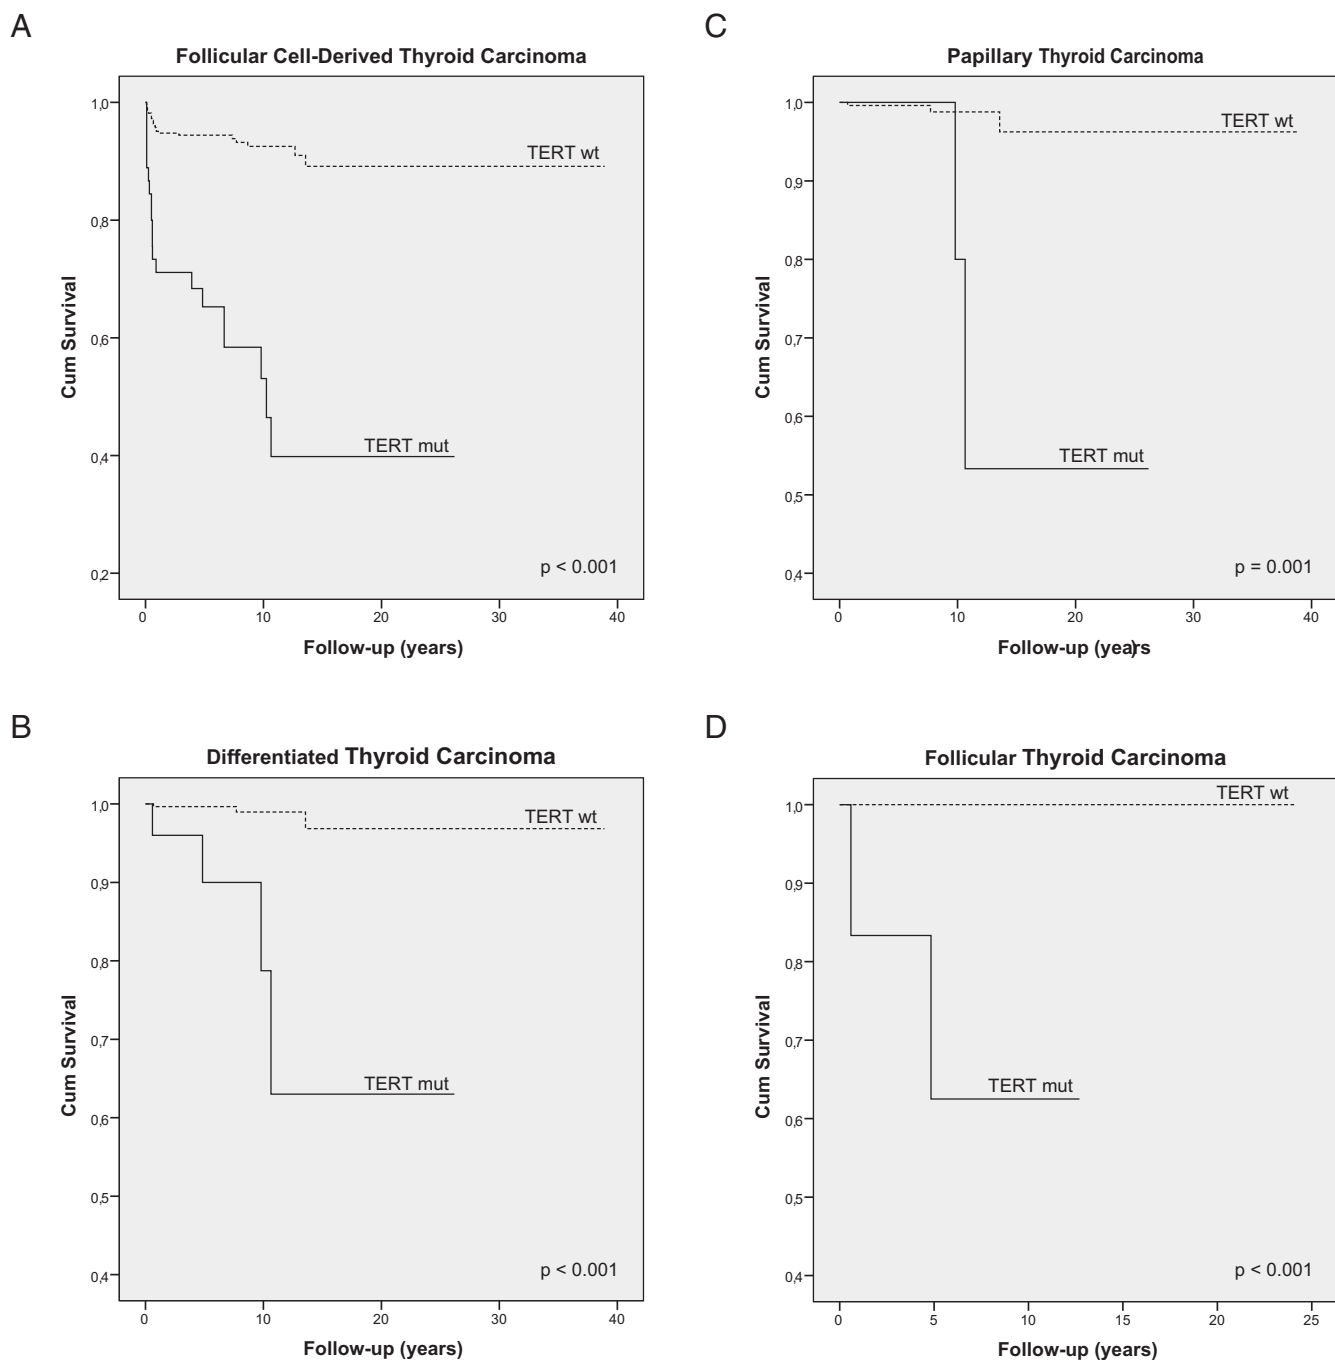 A
Follicular Cell-Derived Thyroid Carcinoma
1,0
0,8
0,6
0,4
0,2
Cum Survival
TERT wt
TERT mut
p < 0.001
0 10 20 30 40
Follow-up (years)
B
Differentiated Thyroid Carcinoma
1,0
0,9
0,8
0,7
0,6
0,5
0,4
Cum Survival
TERT wt
TERT mut
p < 0.001
0 10 20 30 40
Follow-up (years)
C
Papillary Thyroid Carcinoma
1,0
0,9
0,8
0,7
0,6
0,5
0,4
Cum Survival
TERT wt
TERT mut
p = 0.001
0 10 20 30 40
Follow-up (years)
D
Follicular Thyroid Carcinoma
1,0
0,9
0,8
0,7
0,6
0,5
0,4
Cum Survival
TERT wt
TERT mut
p < 0.001
0 5 10 15 20 25
Follow-up (years)